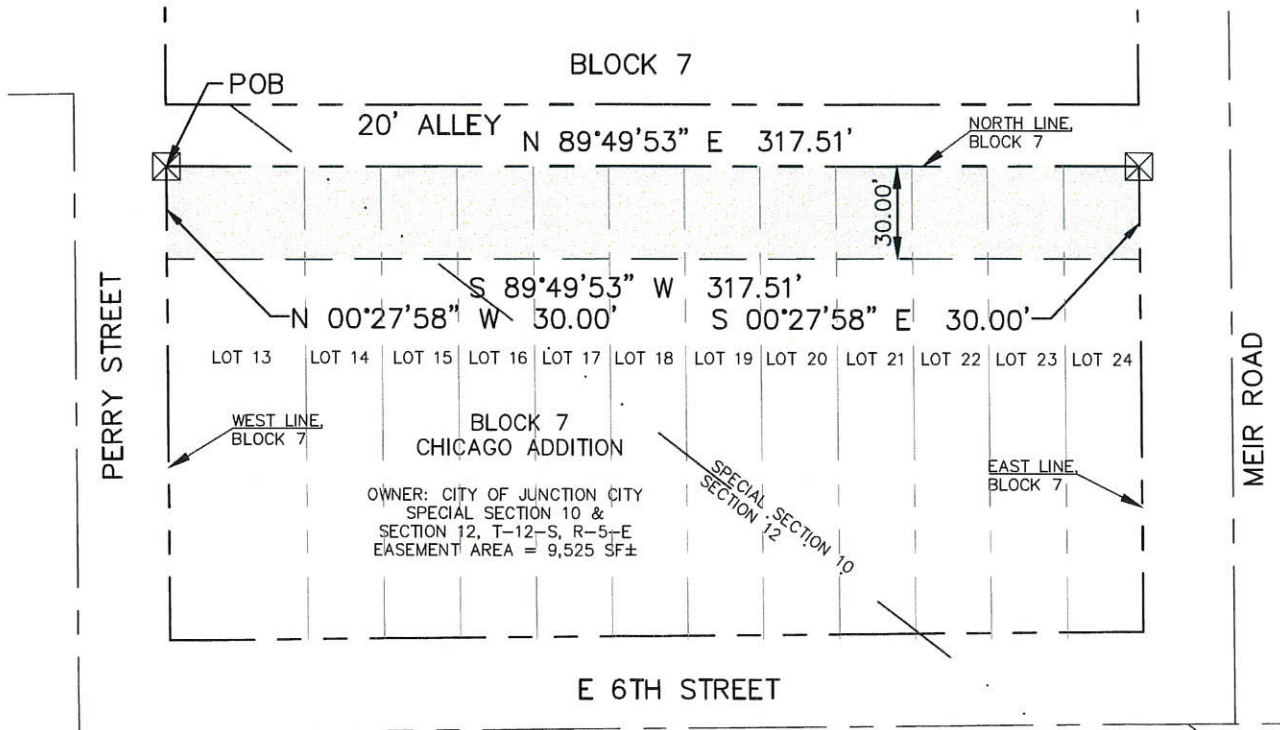 BLOCK 7
POB
20' ALLEY
N 89°49'53" E 317.51'
NORTH LINE,
BLOCK 7
30.00'
S 89°49'53" W 317.51'
N 00°27'58" W 30.00'
S 00°27'58" E 30.00'
PERRY STREET
LOT 13
LOT 14
LOT 15
LOT 16
LOT 17
LOT 18
LOT 19
LOT 20
LOT 21
LOT 22
LOT 23
LOT 24
MEIR ROAD
WEST LINE,
BLOCK 7
BLOCK 7
CHICAGO ADDITION
OWNER: CITY OF JUNCTION CITY
SPECIAL SECTION 10 &
SECTION 12, T-12-S, R-5-E
EASEMENT AREA = 9,525 SF±
SPECIAL SECTION 10
SECTION 12
EAST LINE,
BLOCK 7
E 6TH STREET